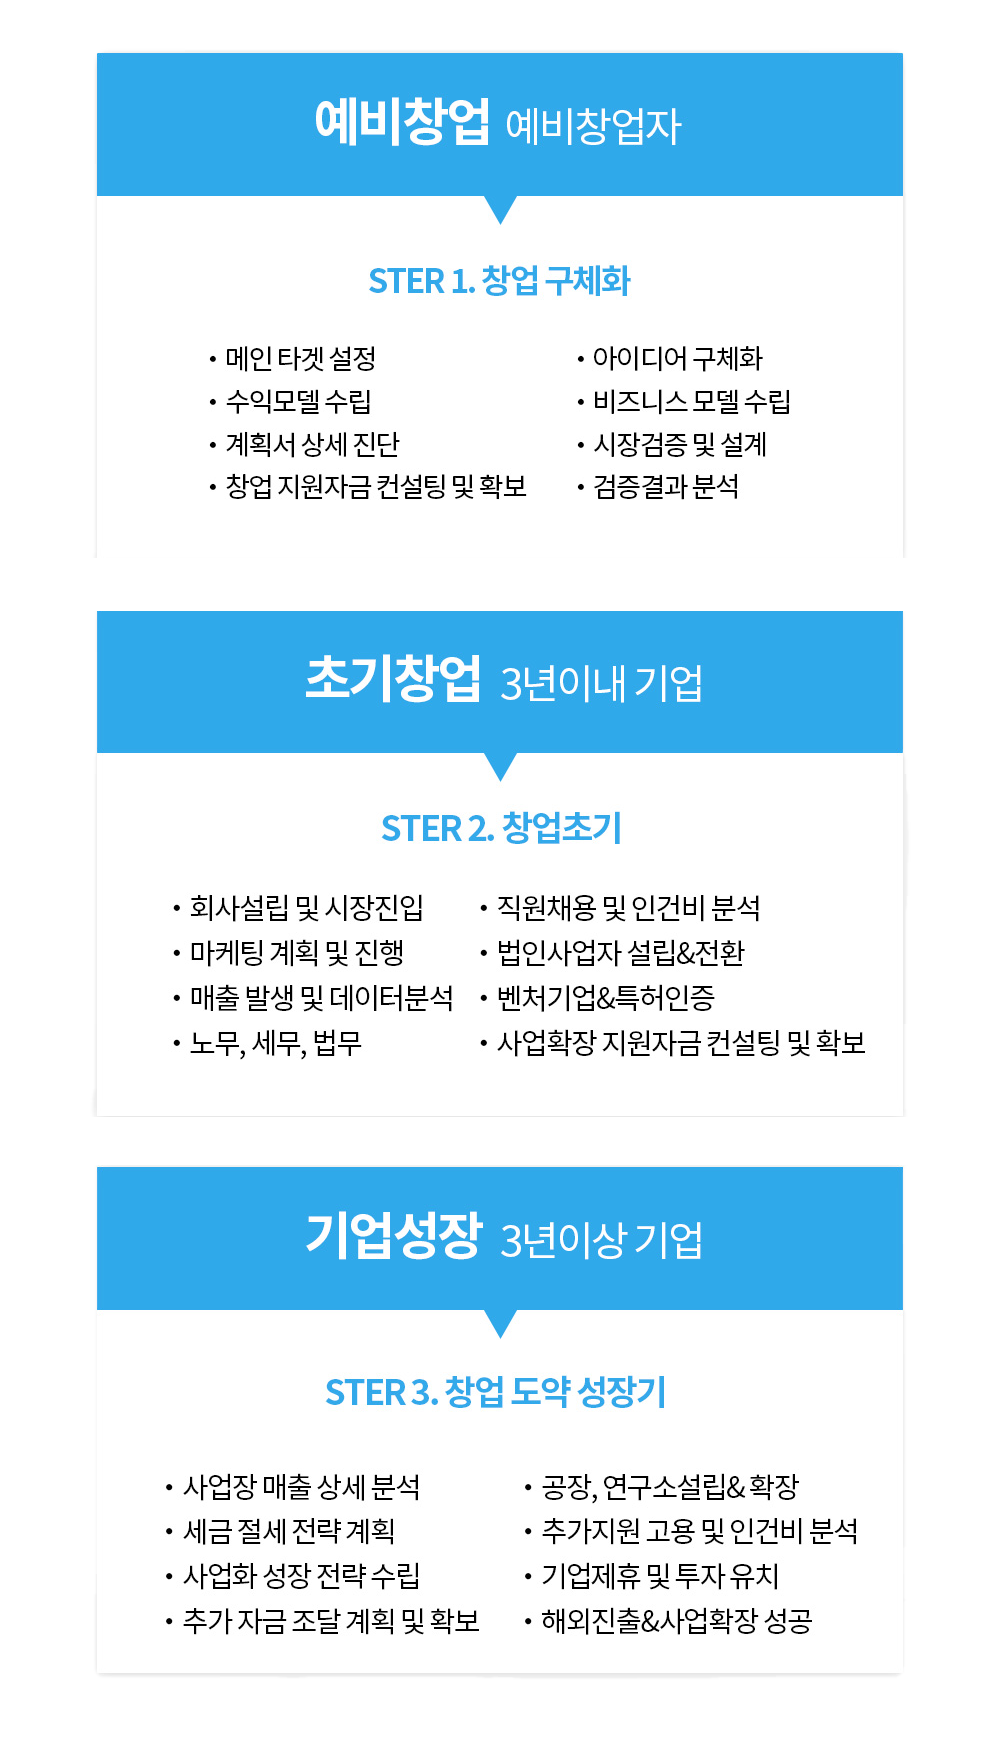 예비창업 예비창업자
STER 1. 창업 구체화
• 메인 타겟 설정
• 수익모델 수립
• 계획서 상세 진단
• 창업 지원자금 컨설팅 및 확보
• 아이디어 구체화
• 비즈니스 모델 수립
• 시장검증 및 설계
• 검증결과 분석
초기창업 3년이내 기업
STER 2. 창업초기
• 회사설립 및 시장진입
• 마케팅 계획 및 진행
• 매출 발생 및 데이터분석
• 노무, 세무, 법무
• 직원채용 및 인건비 분석
• 법인사업자 설립&전환
• 벤처기업&특허인증
• 사업확장 지원자금 컨설팅 및 확보
기업성장 3년이상 기업
STER 3. 창업 도약 성장기
• 사업장 매출 상세 분석
• 세금 절세 전략 계획
• 사업화 성장 전략 수립
• 추가 자금 조달 계획 및 확보
• 공장, 연구소설립& 확장
• 추가지원 고용 및 인건비 분석
• 기업제휴 및 투자 유치
• 해외진출&사업확장 성공